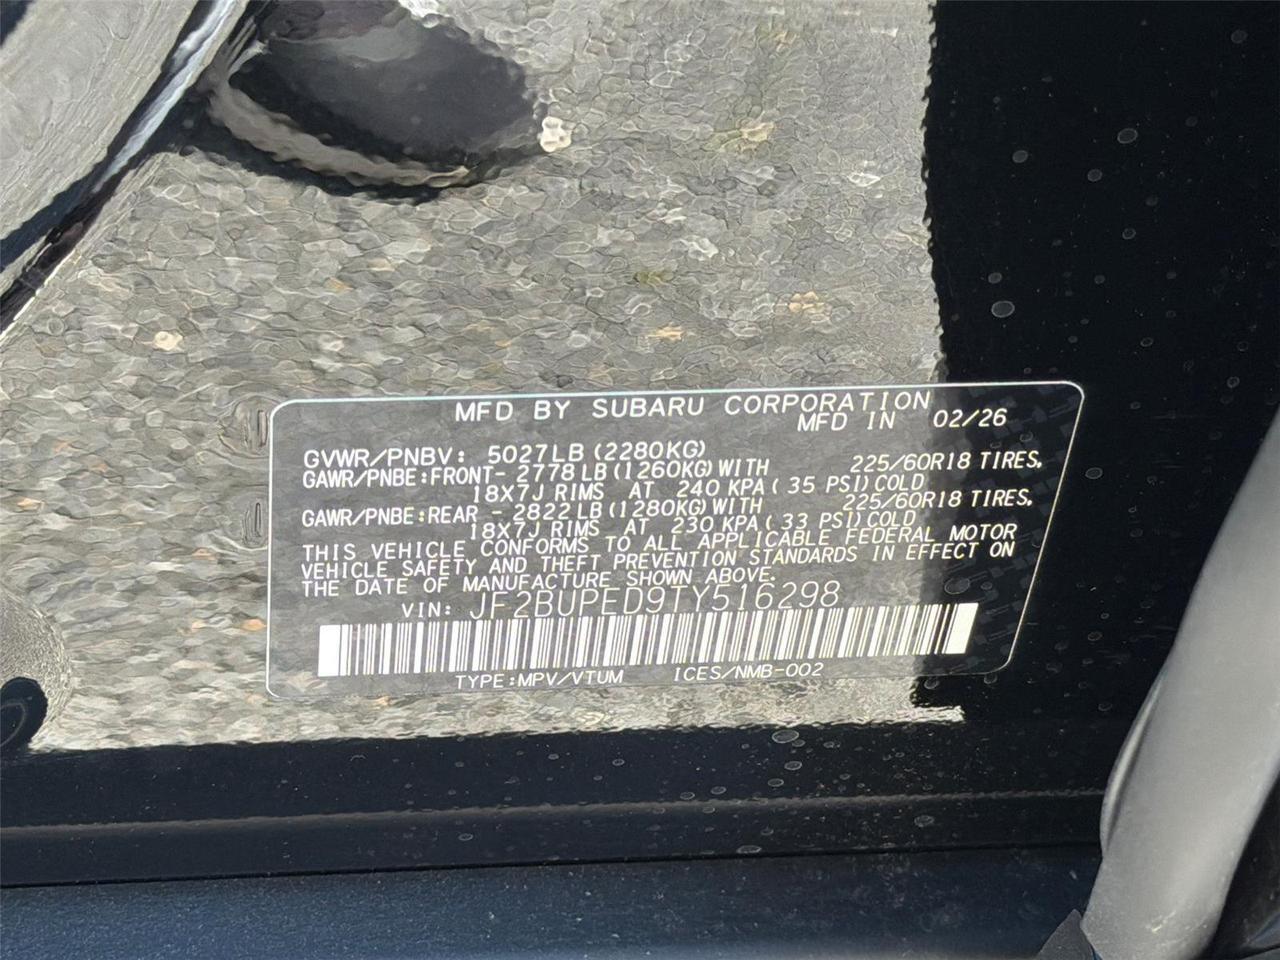 MFD BY SUBARU CORPORATION
MFD IN 02/26
GVWR/PNBV: 5027LB (2280KG)
GAWR/PNBE:FRONT- 2778LB (1260KG) WITH 225/60R18 TIRES,
18X7J RIMS AT 240 KPA ( 35 PSI) COLD
GAWR/PNBE:REAR - 2822LB (1280KG) WITH 225/60R18 TIRES,
18X7J RIMS AT 230 KPA ( 33 PSI) COLD
THIS VEHICLE CONFORMS TO ALL APPLICABLE FEDERAL MOTOR
VEHICLE SAFETY AND THEFT PREVENTION STANDARDS IN EFFECT ON
THE DATE OF MANUFACTURE SHOWN ABOVE.
VIN: JF2BUPED9TY516298
TYPE:MPV/VTUM ICES/NMB-002